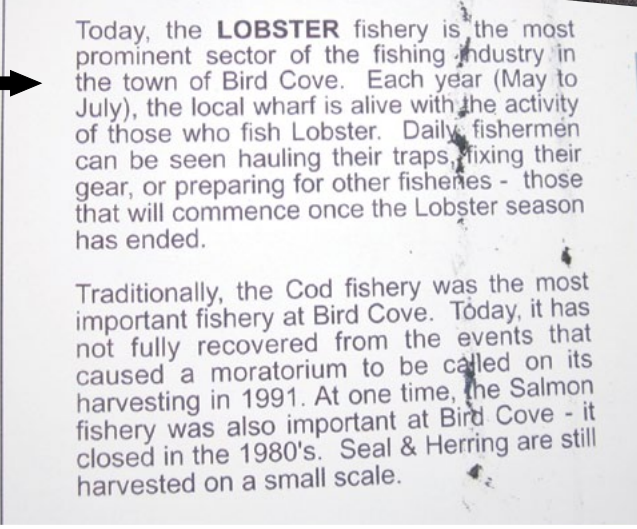 Today, the LOBSTER fishery is the most
prominent sector of the fishing industry in
the town of Bird Cove. Each year (May to
July), the local wharf is alive with the activity
of those who fish Lobster. Daily fishermen
can be seen hauling their traps, fixing their
gear, or preparing for other fisheries - those
that will commence once the Lobster season
has ended.
Traditionally, the Cod fishery was the most
important fishery at Bird Cove. Today, it has
not fully recovered from the events that
caused a moratorium to be called on its
harvesting in 1991. At one time, the Salmon
fishery was also important at Bird Cove - it
closed in the 1980's. Seal & Herring are still
harvested on a small scale.